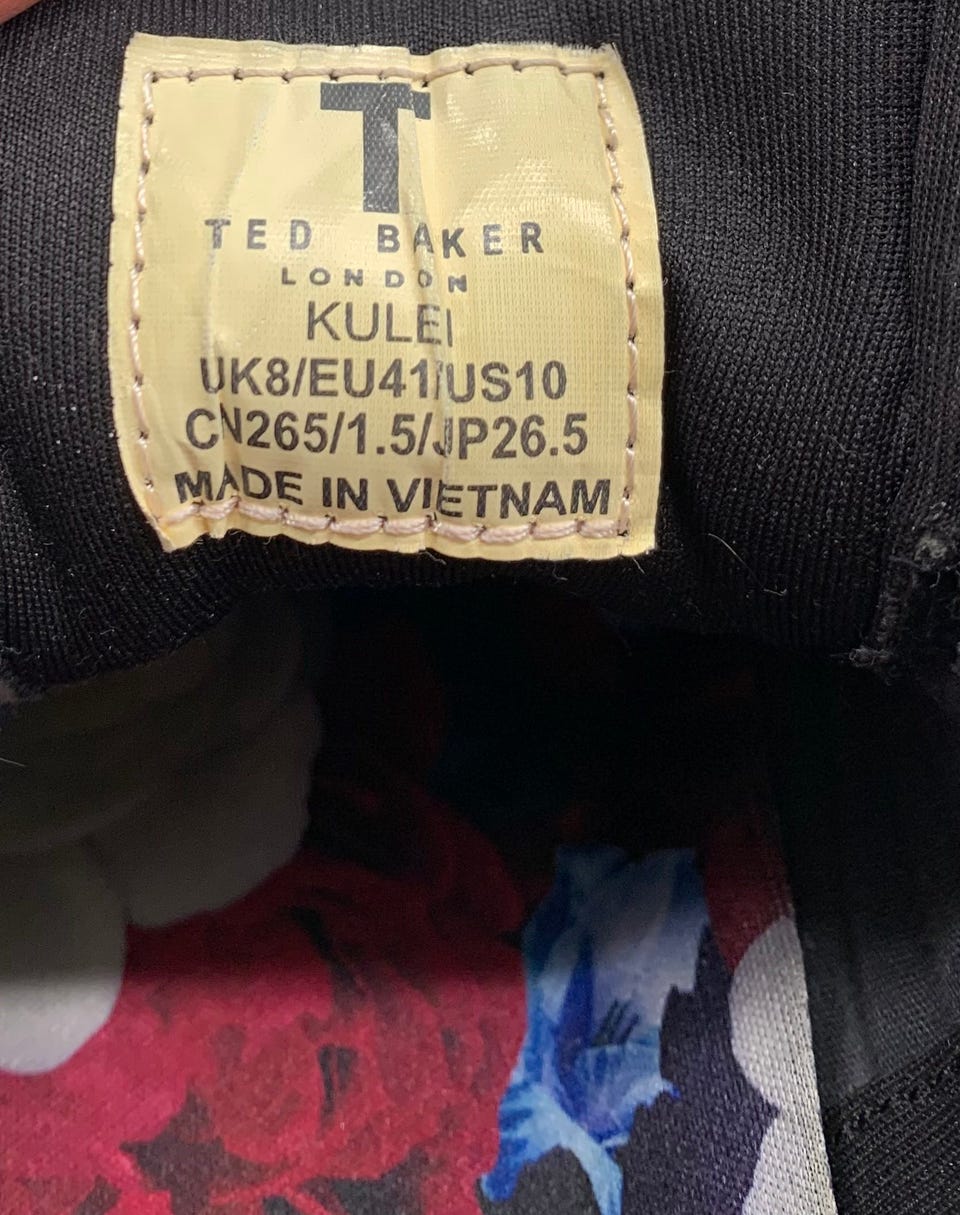 T
TED BAKER
LONDON
KULEI
UK8/EU41/US10
CN265/1.5/JP26.5
MADE IN VIETNAM